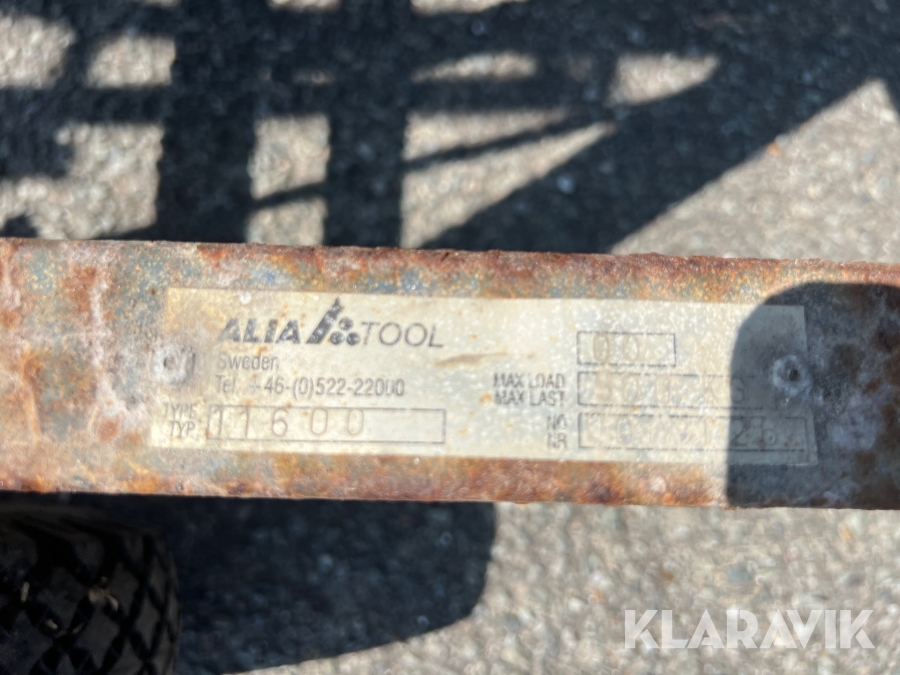 ALIA TOOL
Sweden
Tel. +46-(0)522-22000
TYPE
TYP 11600
MAX LOAD
MAX LAST
NO
NR
KLARAVIK